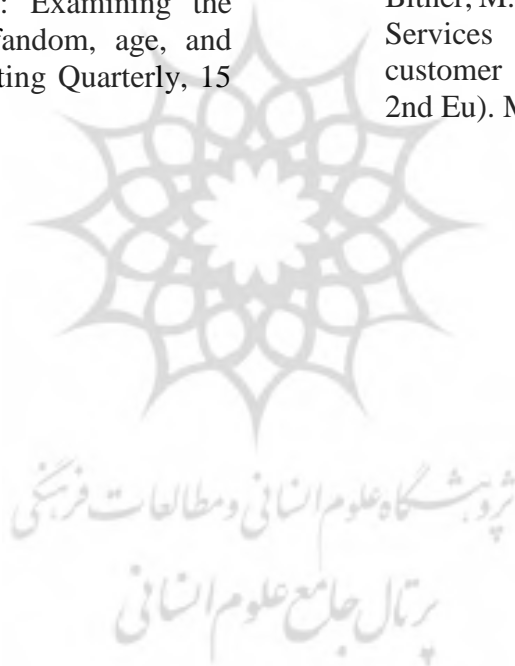 : Examining the
fandom, age, and
ting Quarterly, 15
Bitner, M.
Services
customer
2nd Eu). M
پژوهشگاه علوم انسانی و مطالعات فرهنگی
پرتال جامع علوم انسانی